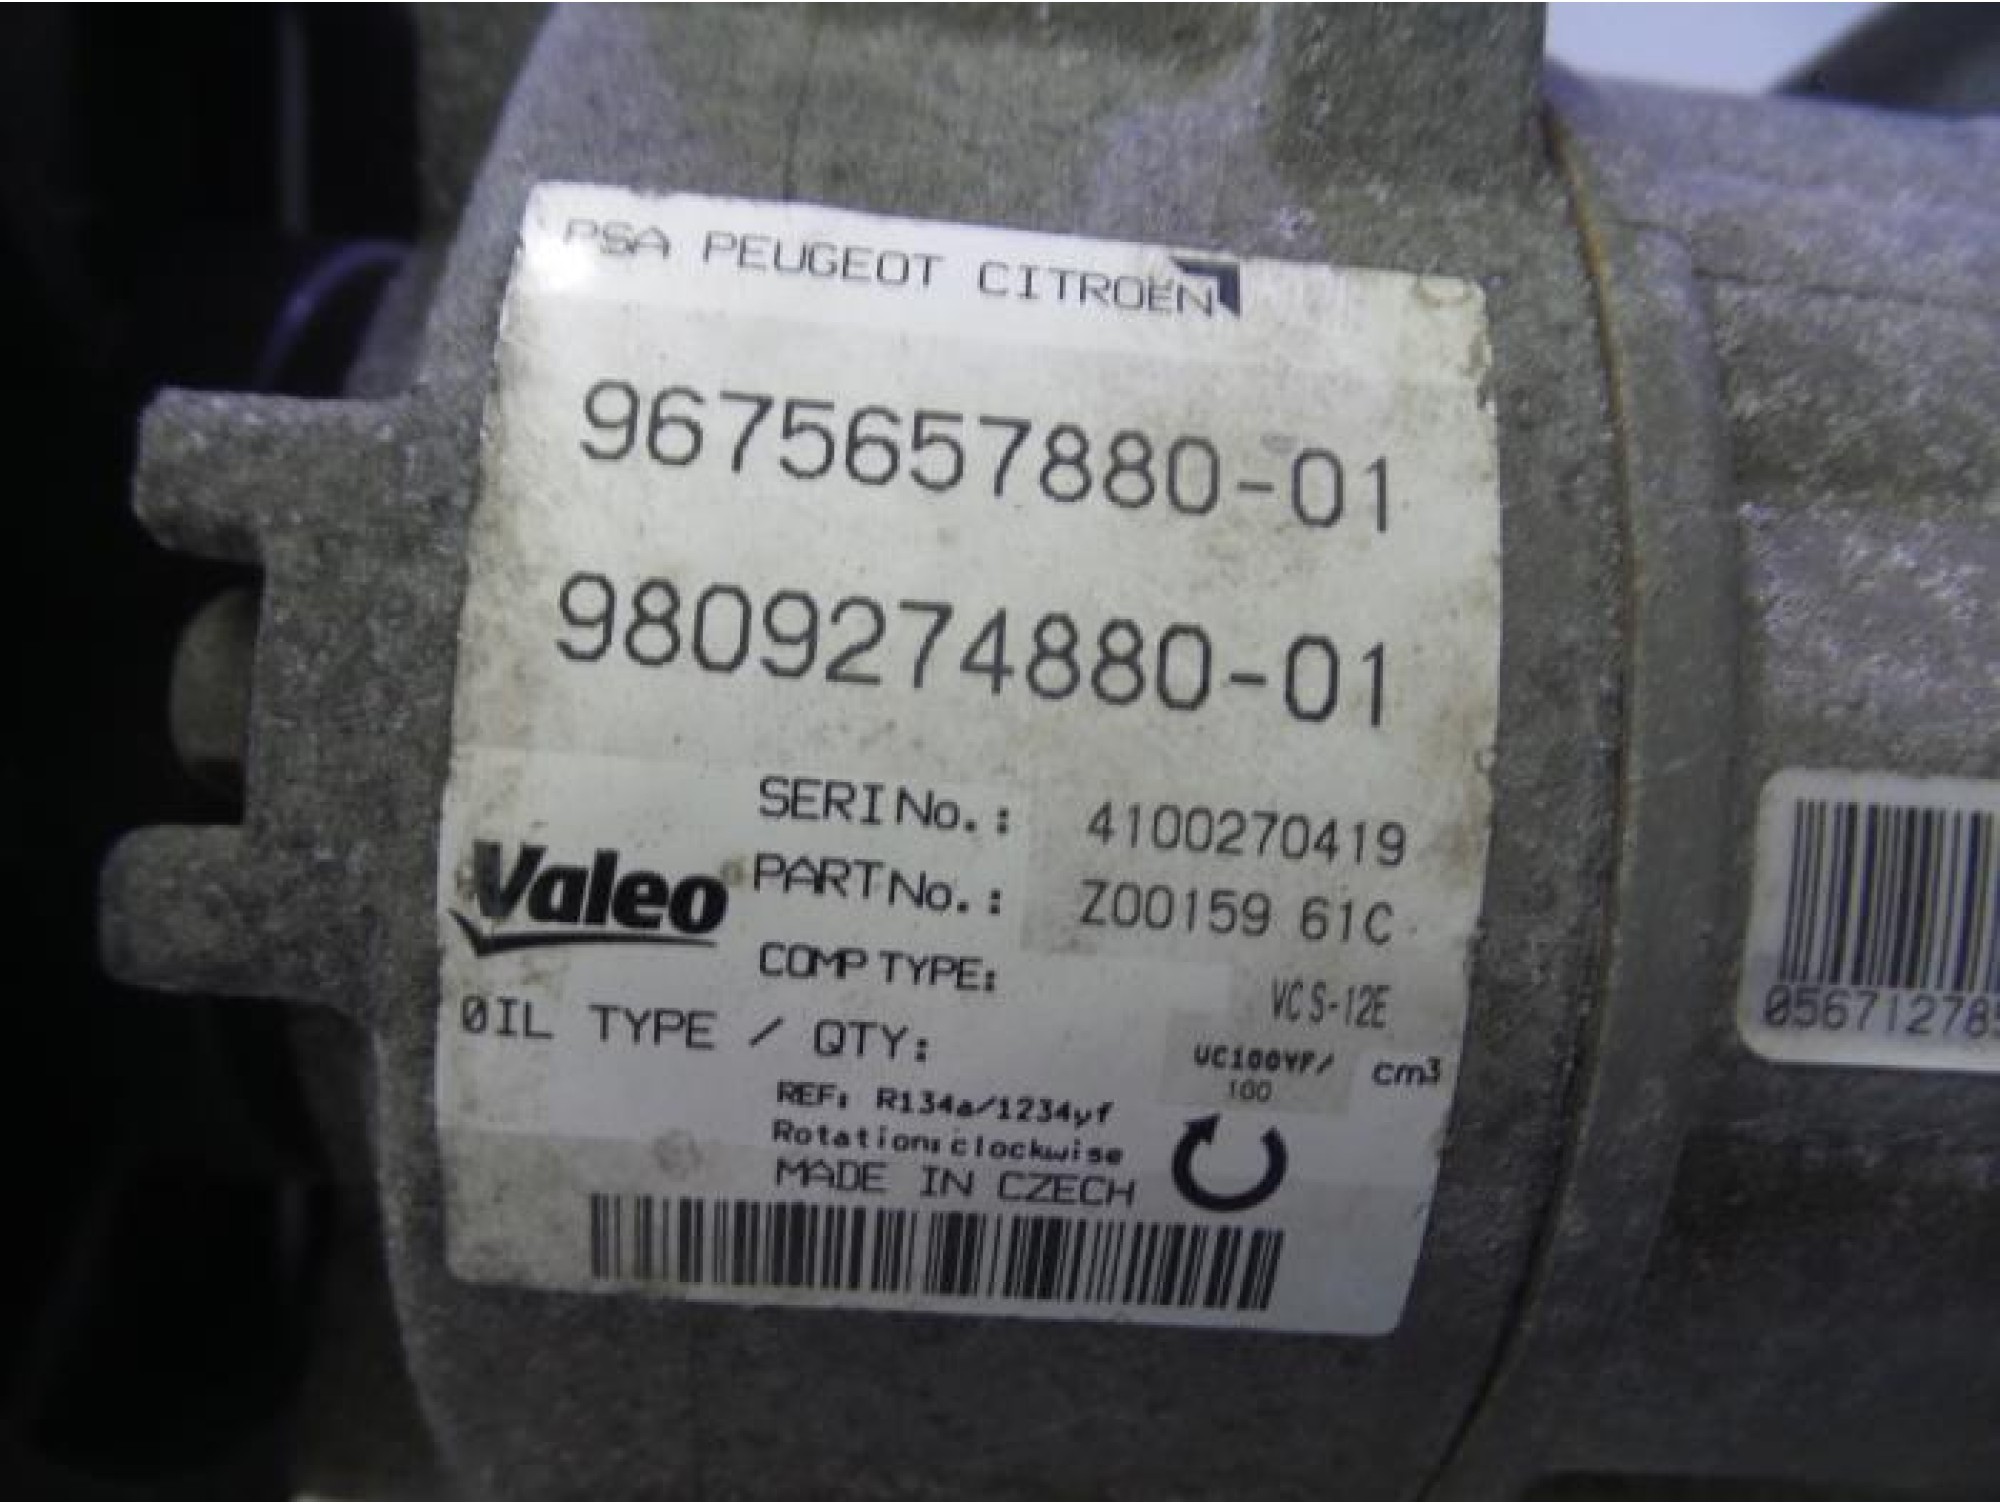 PSA PEUGEOT CITROËN
9675657880-01
9809274880-01
SERI No.: 4100270419
Valeo
PART No.: Z00159 61C
COMP TYPE: VCS-12E
OIL TYPE / QTY: VC100YF/ 100 cm3
REF: R134a/1234yf
Rotation:clockwise
MADE IN CZECH
056712785